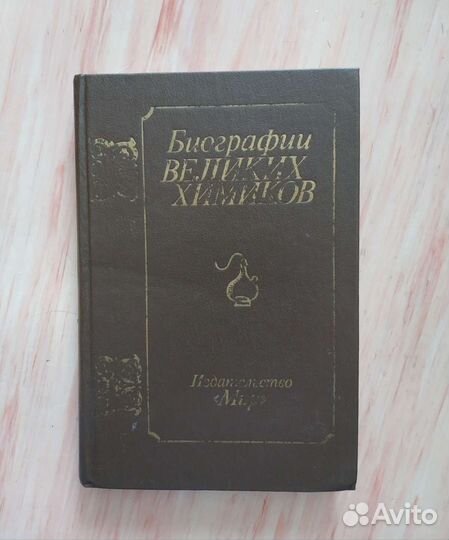 Биографии
ВЕЛИКИХ
ХИМИКОВ
Издательство
«Мир»
Avito